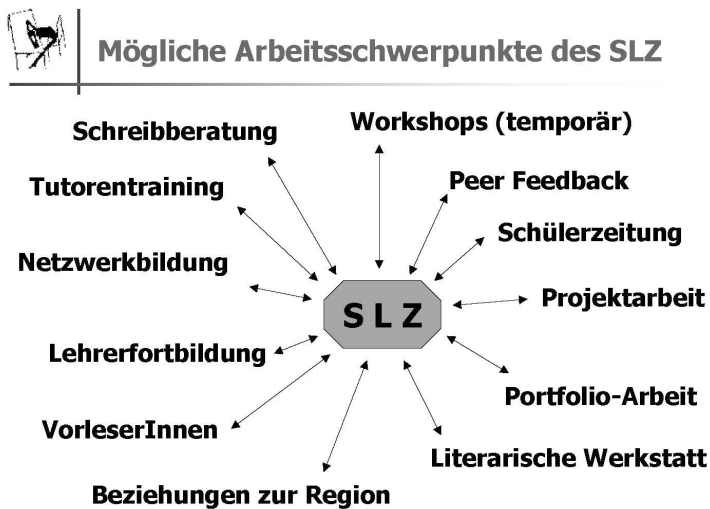 Mögliche Arbeitsschwerpunkte des SLZ
Schreibberatung
Workshops (temporär)
Tutorentraining
Peer Feedback
Schülerzeitung
Netzwerkbildung
S L Z
Projektarbeit
Lehrerfortbildung
Portfolio-Arbeit
VorleserInnen
Literarische Werkstatt
Beziehungen zur Region